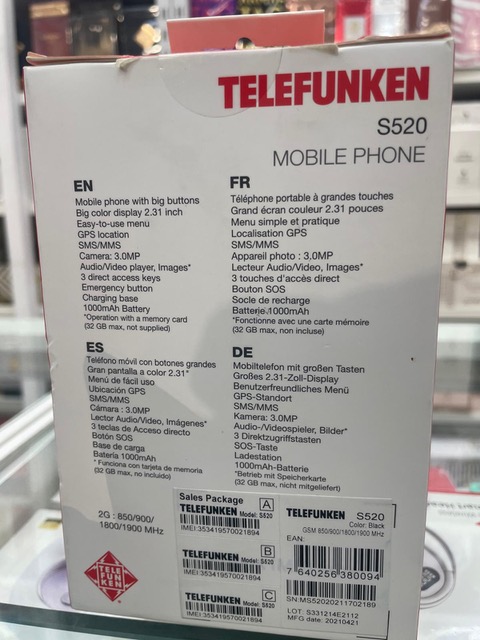 TELEFUNKEN
S520
MOBILE PHONE
EN
Mobile phone with big buttons
Big color display 2.31 inch
Easy-to-use menu
GPS location
SMS/MMS
Camera: 3.0MP
Audio/Video player, Images*
3 direct access keys
Emergency button
Charging base
1000mAh Battery
*Operation with a memory card
(32 GB max, not supplied)
FR
Téléphone portable à grandes touches
Grand écran couleur 2.31 pouces
Menu simple et pratique
Localisation GPS
SMS/MMS
Appareil photo : 3,0MP
Lecteur Audio/Video, Images*
3 touches d'accès direct
Bouton SOS
Socle de recharge
Batterie 1000mAh
*Fonctionne avec une carte mémoire
(32 GB max, non incluse)
ES
Teléfono móvil con botones grandes
Gran pantalla a color 2.31"
Menú de fácil uso
Ubicación GPS
SMS/MMS
Cámara : 3.0MP
Lector Audio/Video, Imágenes*
3 teclas de Acceso directo
Botón SOS
Base de carga
Batería 1000mAh
* Funciona con tarjeta de memoria
(32 GB max, no incluido)
DE
Mobiltelefon mit großen Tasten
Großes 2.31-Zoll-Display
Benutzerfreundliches Menü
GPS-Standort
SMS/MMS
Kamera: 3.0MP
Audio-/Videospieler, Bilder*
3 Direktzugriffstasten
SOS-Taste
Ladestation
1000mAh-Batterie
*Betrieb mit Speicherkarte
(32 GB max, nicht mitgeliefert)
2G : 850/900/
1800/1900 MHz
TELE
FUN
KEN
Sales Package
TELEFUNKEN Model: S520 A
IMEI:353419570021894
TELEFUNKEN Model: S520 B
IMEI:353419570021894
TELEFUNKEN Model: S520 C
IMEI:353419570021894
TELEFUNKEN S520
Color: Black
GSM 850/900/1800/1900 MHz
EAN:
7 640256 380094
SN:MS52020211702189
LOT: S331214E2112
MFG date: 20210421